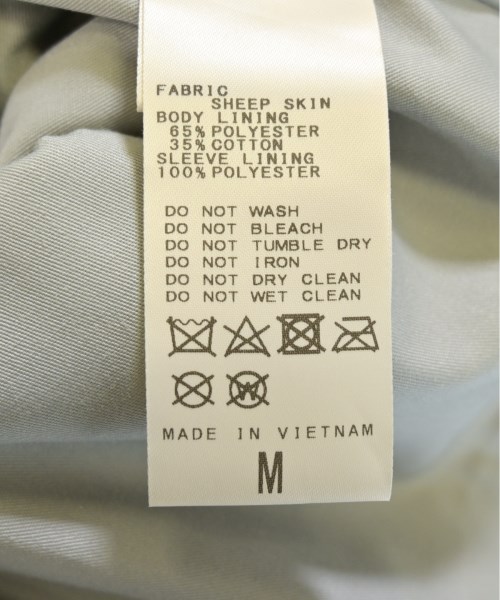 FABRIC
SHEEP SKIN
BODY LINING
65% POLYESTER
35% COTTON
SLEEVE LINING
100% POLYESTER
DO NOT WASH
DO NOT BLEACH
DO NOT TUMBLE DRY
DO NOT IRON
DO NOT DRY CLEAN
DO NOT WET CLEAN
W
MADE IN VIETNAM
M